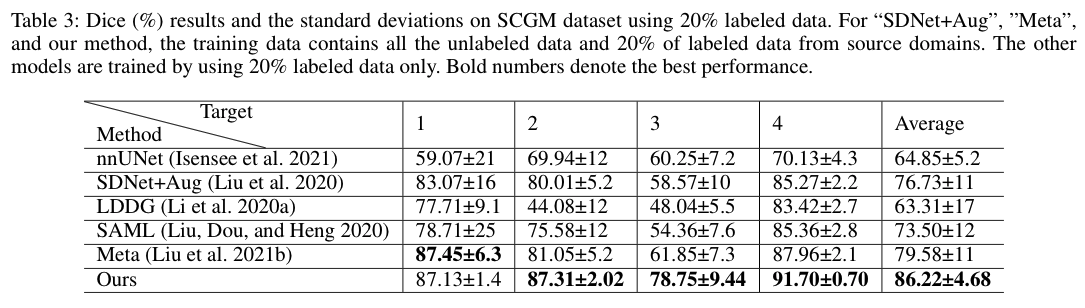 Table 3: Dice (%) results and the standard deviations on SCGM dataset using 20% labeled data. For “SDNet+Aug”, ”Meta”,
and our method, the training data contains all the unlabeled data and 20% of labeled data from source domains. The other
models are trained by using 20% labeled data only. Bold numbers denote the best performance.
Target
Method 1 2 3 4 Average
nnUNet (Isensee et al. 2021) 59.07±21 69.94±12 60.25±7.2 70.13±4.3 64.85±5.2
SDNet+Aug (Liu et al. 2020) 83.07±16 80.01±5.2 58.57±10 85.27±2.2 76.73±11
LDDG (Li et al. 2020a) 77.71±9.1 44.08±12 48.04±5.5 83.42±2.7 63.31±17
SAML (Liu, Dou, and Heng 2020) 78.71±25 75.58±12 54.36±7.6 85.36±2.8 73.50±12
Meta (Liu et al. 2021b) 87.45±6.3 81.05±5.2 61.85±7.3 87.96±2.1 79.58±11
Ours 87.13±1.4 87.31±2.02 78.75±9.44 91.70±0.70 86.22±4.68